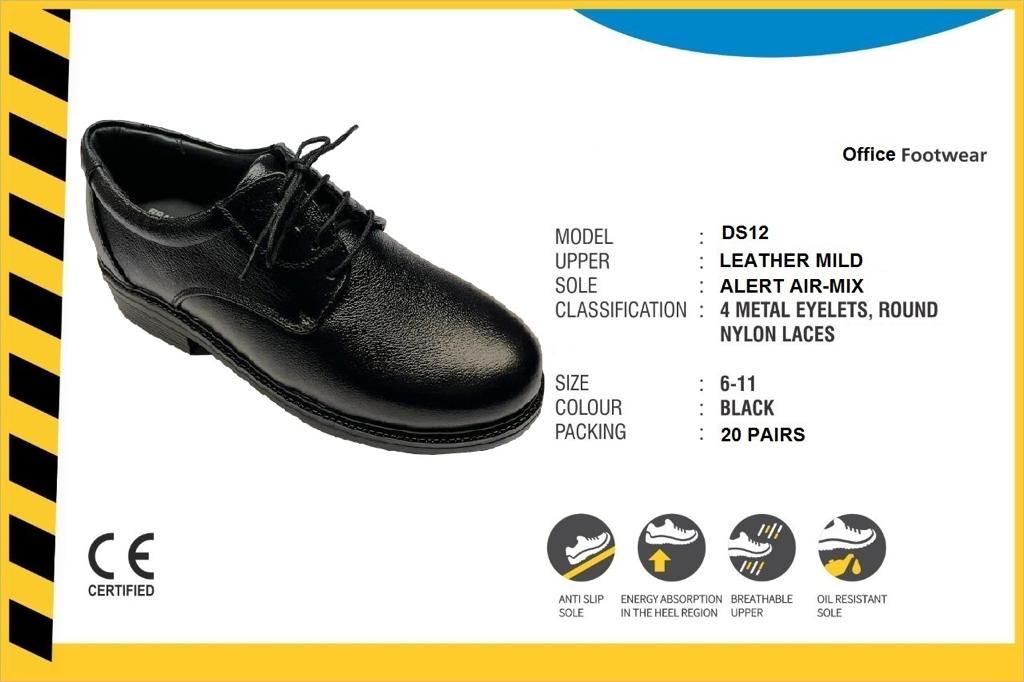 Office Footwear
MODEL : DS12
UPPER : LEATHER MILD
SOLE : ALERT AIR-MIX
CLASSIFICATION : 4 METAL EYELETS, ROUND
NYLON LACES
SIZE : 6-11
COLOUR : BLACK
PACKING : 20 PAIRS
CE
CERTIFIED
ANTI SLIP
SOLE
ENERGY ABSORPTION
IN THE HEEL REGION
BREATHABLE
UPPER
OIL RESISTANT
SOLE